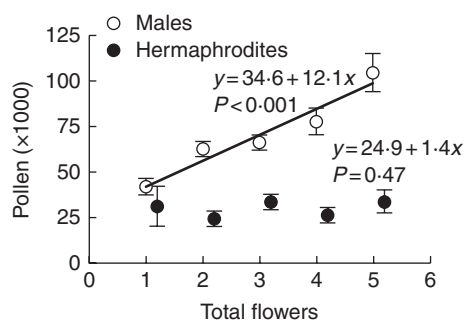 Males
Hermaphrodites
125
100
75
50
25
0
Pollen (×1000)
y=34·6+12·1x
P<0·001
y=24·9+1·4x
P=0·47
0 1 2 3 4 5 6
Total flowers